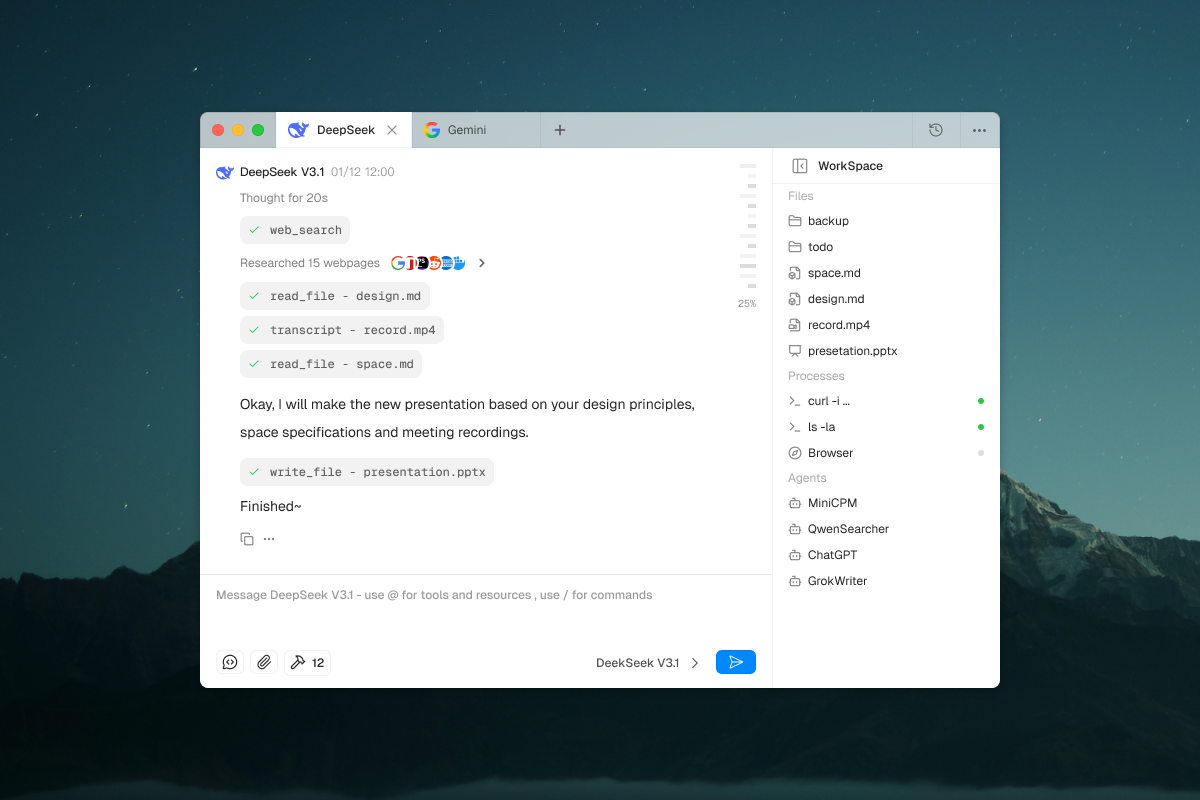 DeepSeek
Gemini
DeepSeek V3.1 01/12 12:00
Thought for 20s
web_search
Researched 15 webpages
read_file - design.md
transcript - record.mp4
read_file - space.md
Okay, I will make the new presentation based on your design principles,
space specifications and meeting recordings.
write_file - presentation.pptx
Finished~
25%
Message DeepSeek V3.1 - use @ for tools and resources , use / for commands
12
DeekSeek V3.1
WorkSpace
Files
backup
todo
space.md
design.md
record.mp4
presetation.pptx
Processes
curl -i ...
ls -la
Browser
Agents
MiniCPM
QwenSearcher
ChatGPT
GrokWriter